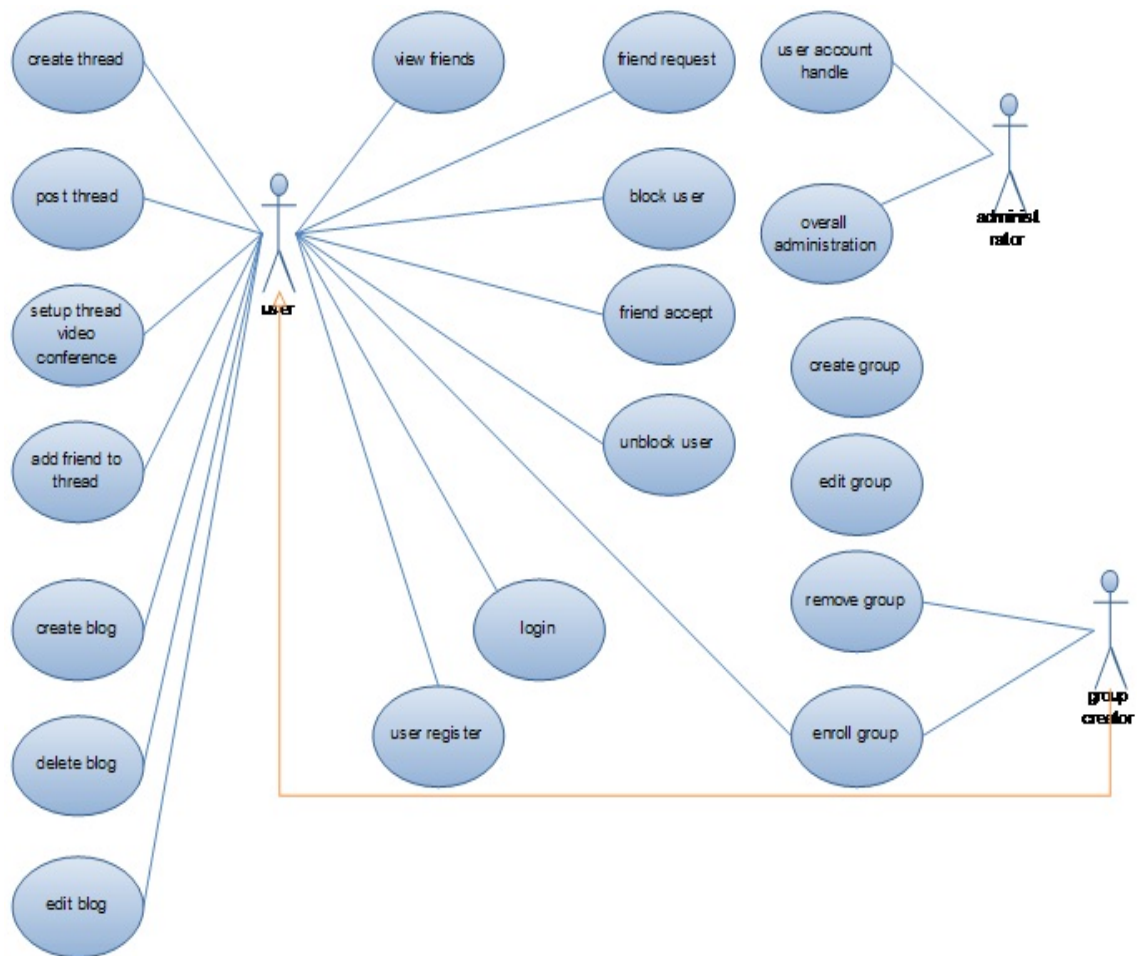 create thread
view friends
friend request
user account
handle
post thread
block user
overall
administration
administ
rator
user
setup thread
video
conference
friend accept
create group
add friend to
thread
unblock user
edit group
create blog
login
remove group
group
creator
delete blog
user register
enroll group
edit blog